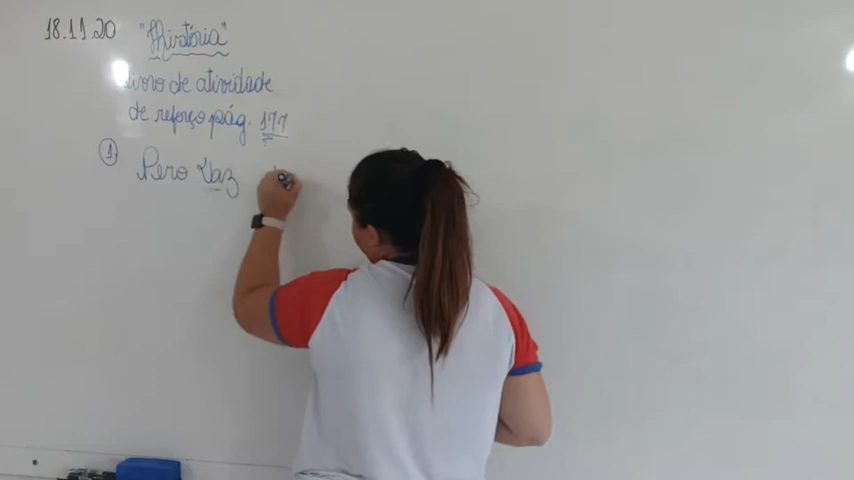 18.11.20 "História"
Livro de atividade
de reforço pág. 177
① Pero Vaz